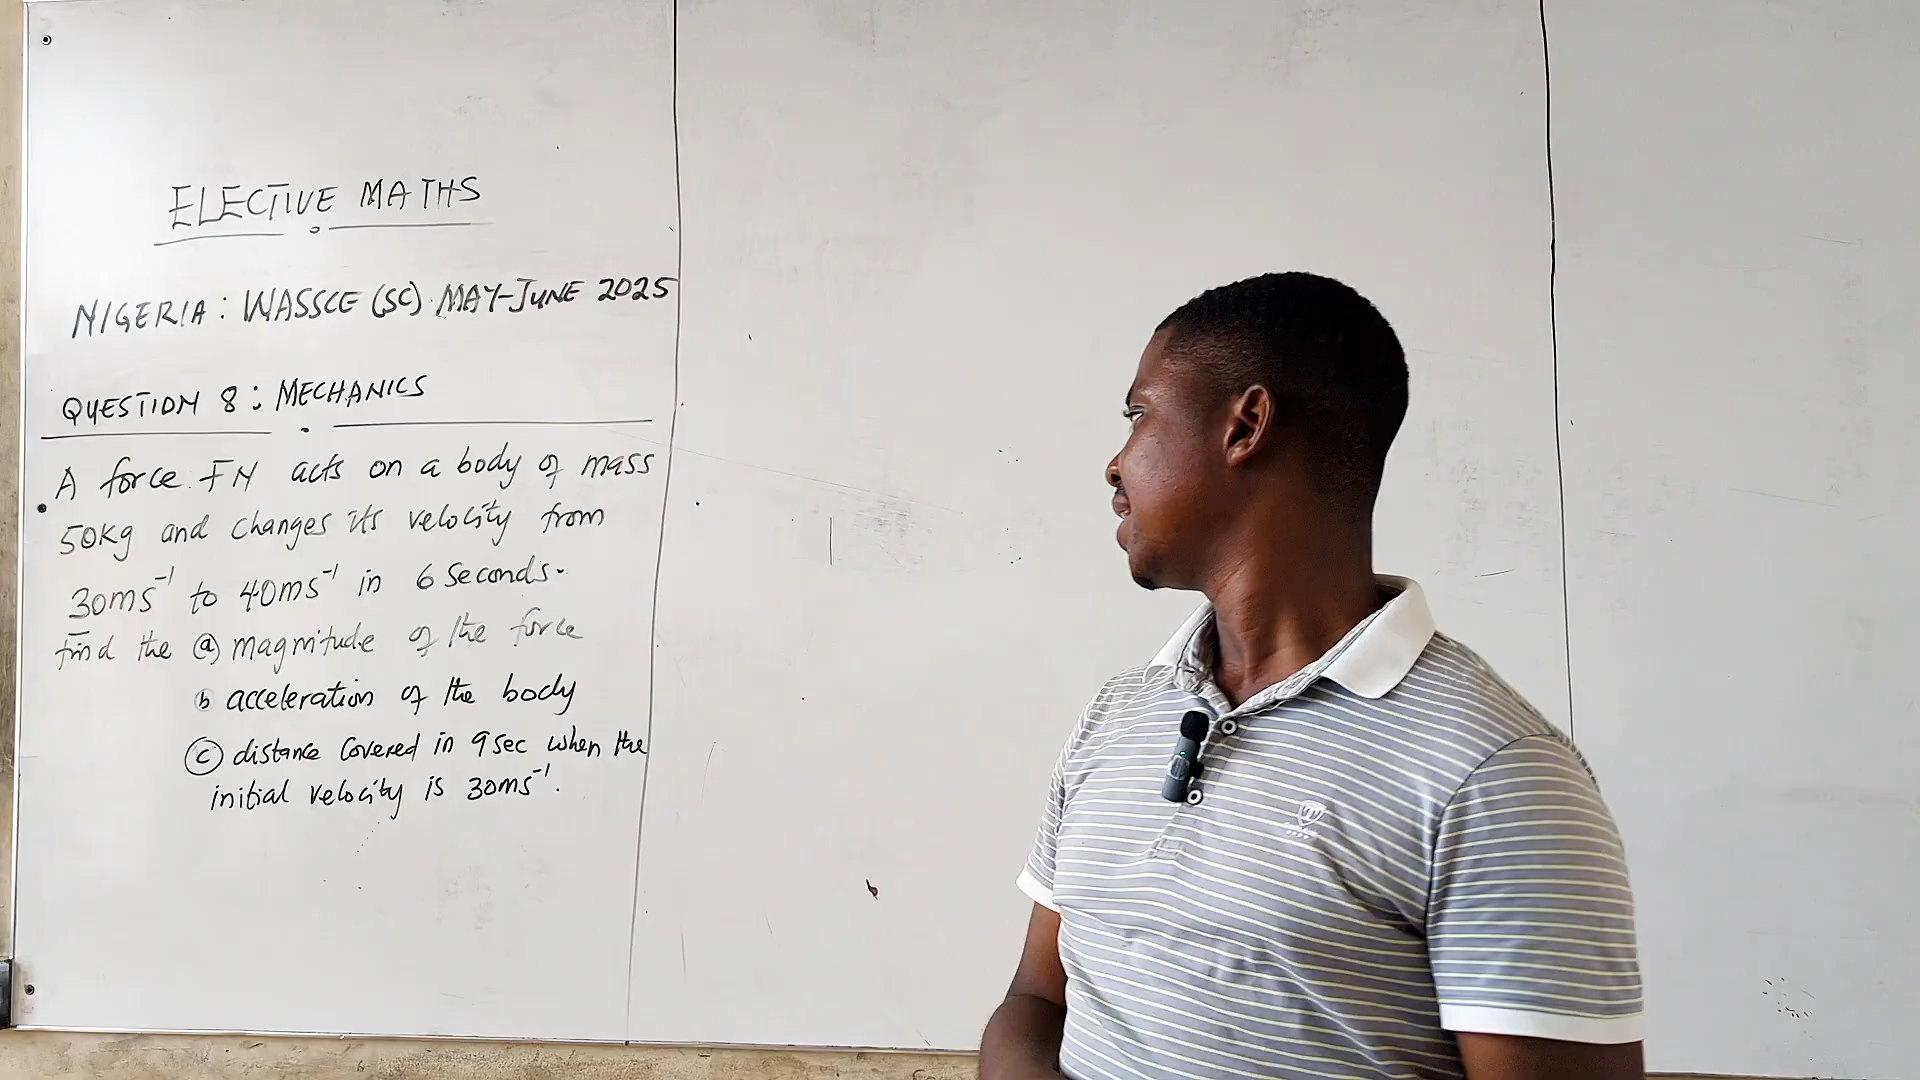 ELECTIVE MATHS
NIGERIA: WASSCE (SC) MAY-JUNE 2025
QUESTION 8: MECHANICS
A force FN acts on a body of mass
50kg and changes its velocity from
30ms⁻¹ to 40ms⁻¹ in 6 seconds.
find the (a) magnitude of the force
(b) acceleration of the body
(c) distance covered in 9sec when the
initial velocity is 30ms⁻¹.